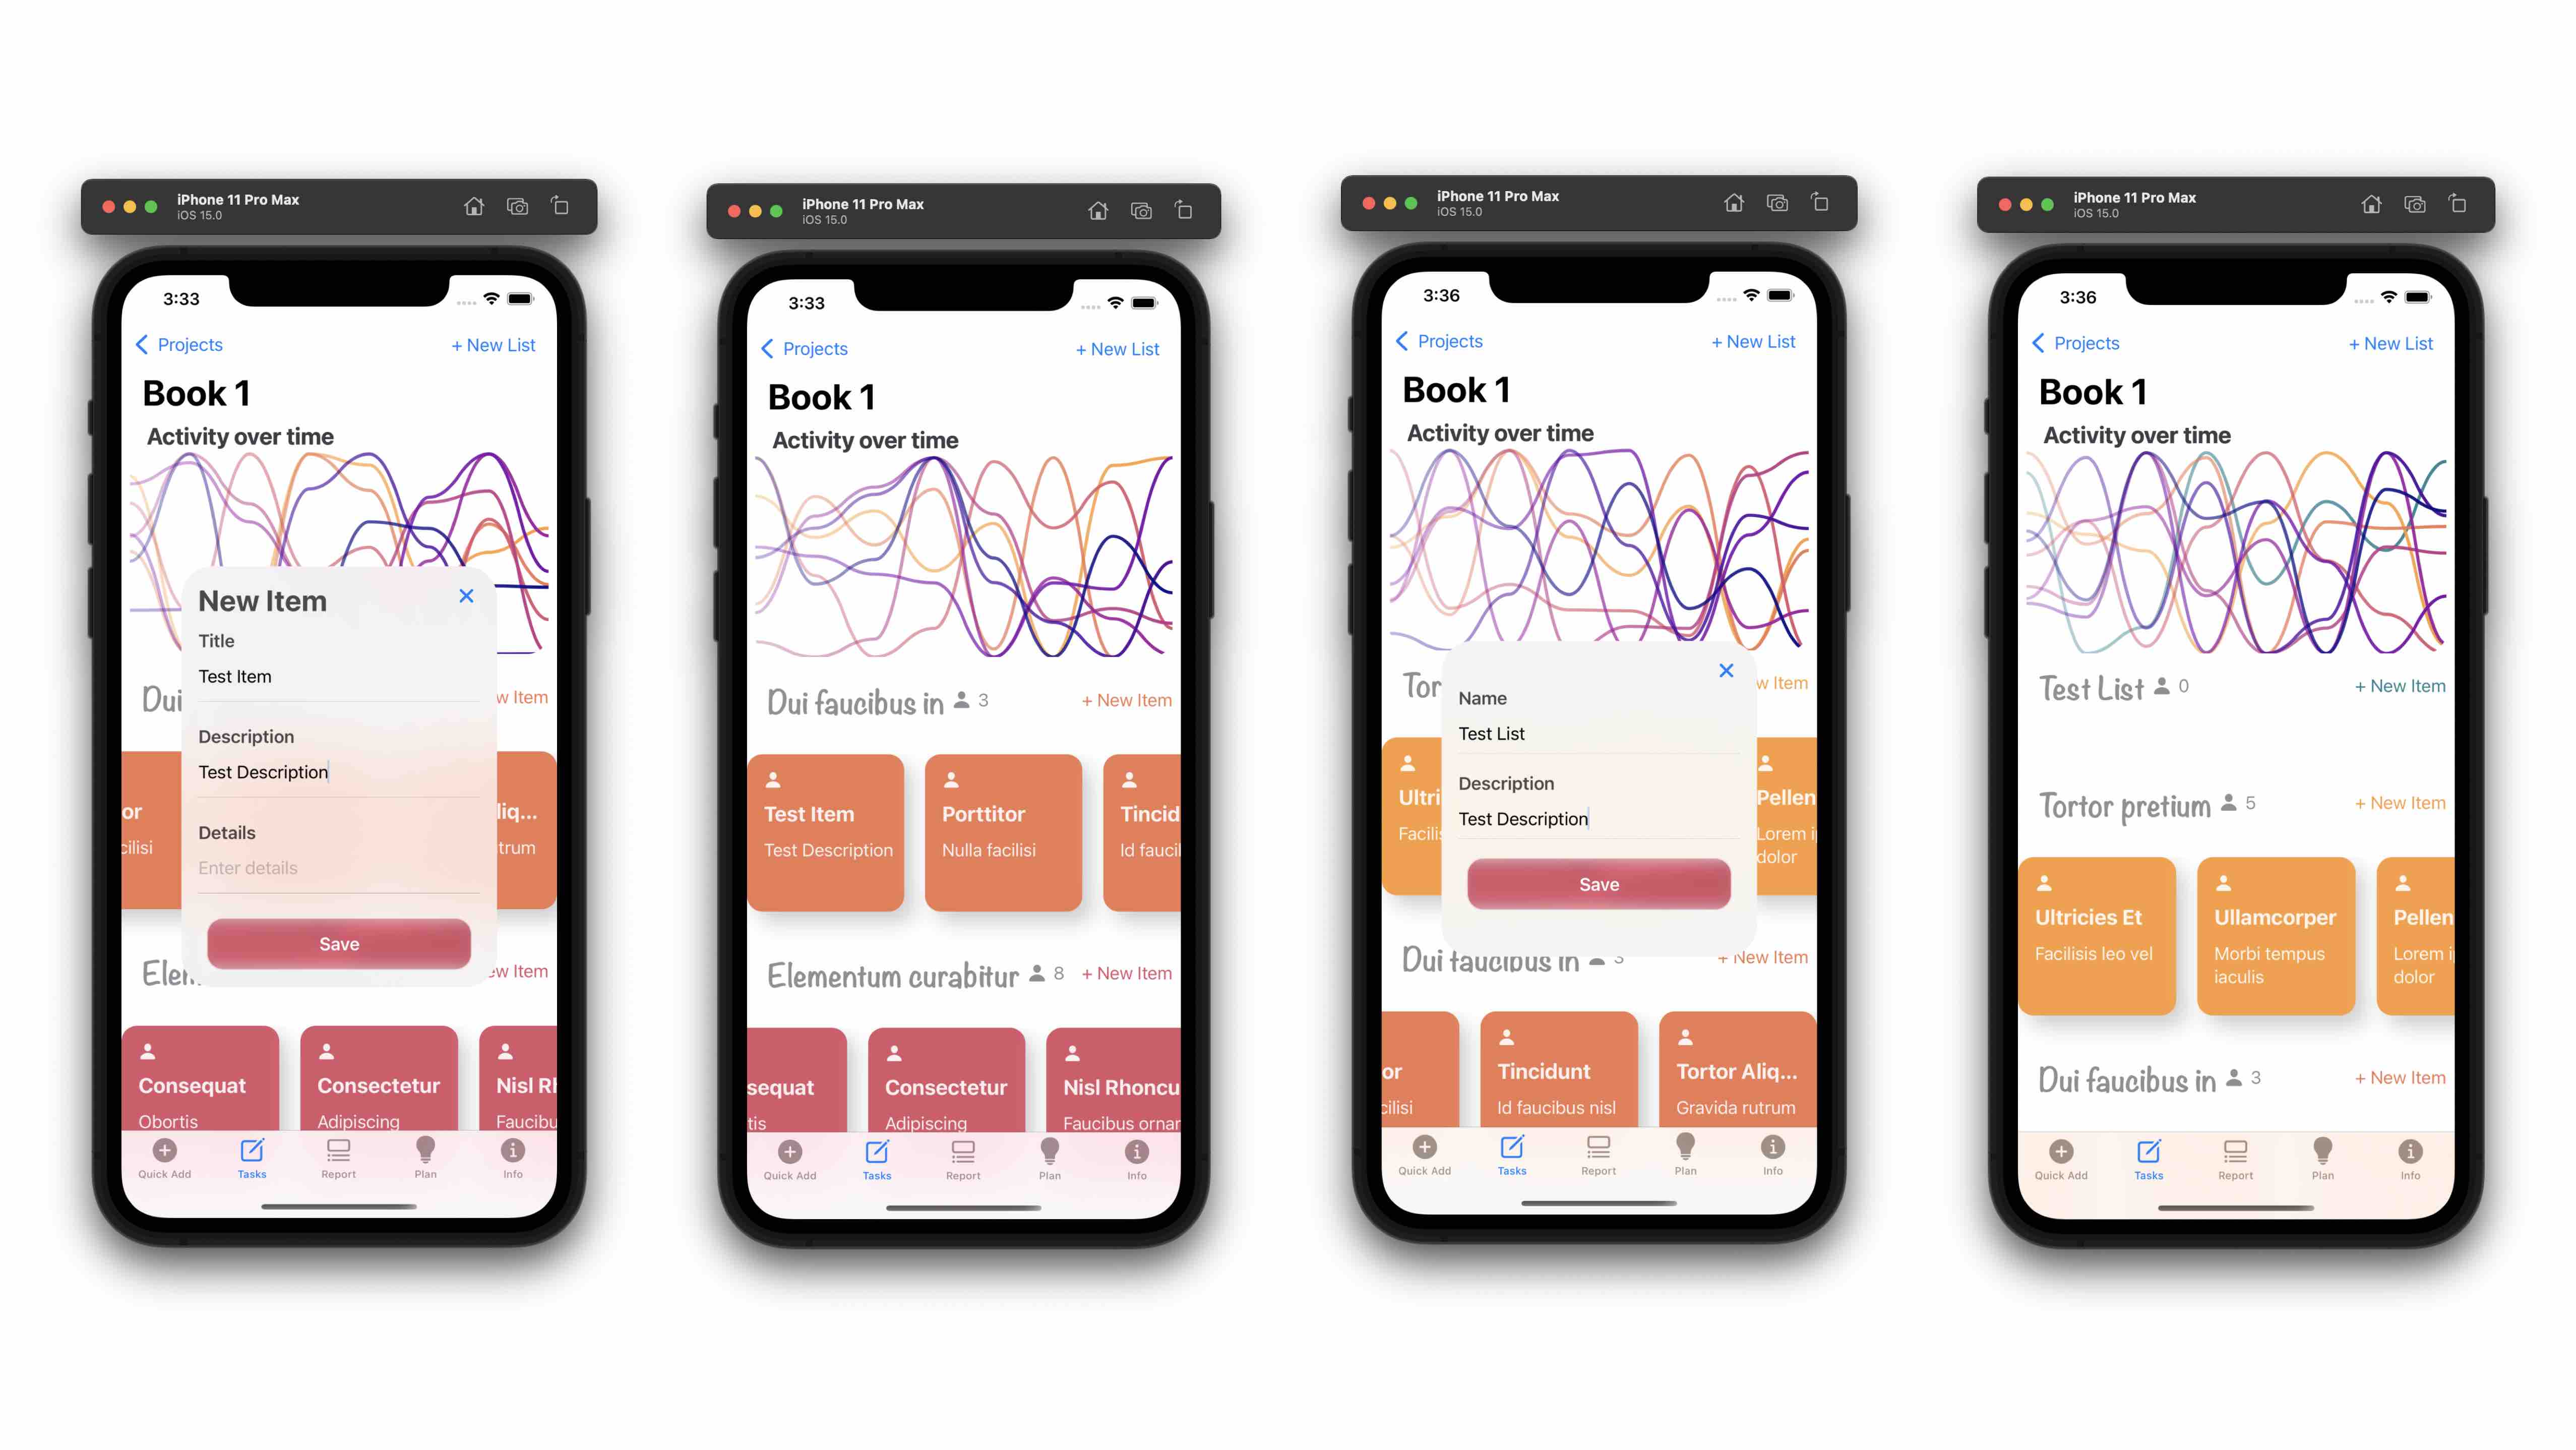 iPhone 11 Pro Max
iOS 15.0
3:33
Projects
+ New List
Book 1
Activity over time
New Item
Title
Test Item
Dui
w Item
Description
Test Description
or
liq...
cilisi
trum
Details
Enter details
Save
Elem
ew Item
Consequat
Consectetur
Nisl Rh
Obortis
Adipiscing
Faucibu
Quick Add
Tasks
Report
Plan
Info
iPhone 11 Pro Max
iOS 15.0
3:33
Projects
+ New List
Book 1
Activity over time
Dui faucibus in 3
+ New Item
Test Item
Porttitor
Tincid
Test Description
Nulla facilisi
Id faucil
Elementum curabitur 8
+ New Item
sequat
Consectetur
Nisl Rhoncu
tis
Adipiscing
Faucibus ornar
Quick Add
Tasks
Report
Plan
Info
iPhone 11 Pro Max
iOS 15.0
3:36
Projects
+ New List
Book 1
Activity over time
Tor
w Item
Name
Test List
Description
Test Description
Ultri
Pellen
Facilis
Lorem i
dolor
Save
Dui faucibus in 3
+ New Item
or
Tincidunt
Tortor Aliq...
cilisi
Id faucibus nisl
Gravida rutrum
Quick Add
Tasks
Report
Plan
Info
iPhone 11 Pro Max
iOS 15.0
3:36
Projects
+ New List
Book 1
Activity over time
Test List 0
+ New Item
Tortor pretium 5
+ New Item
Ultricies Et
Ullamcorper
Pellen
Facilisis leo vel
Morbi tempus
iaculis
Lorem i
dolor
Dui faucibus in 3
+ New Item
Quick Add
Tasks
Report
Plan
Info